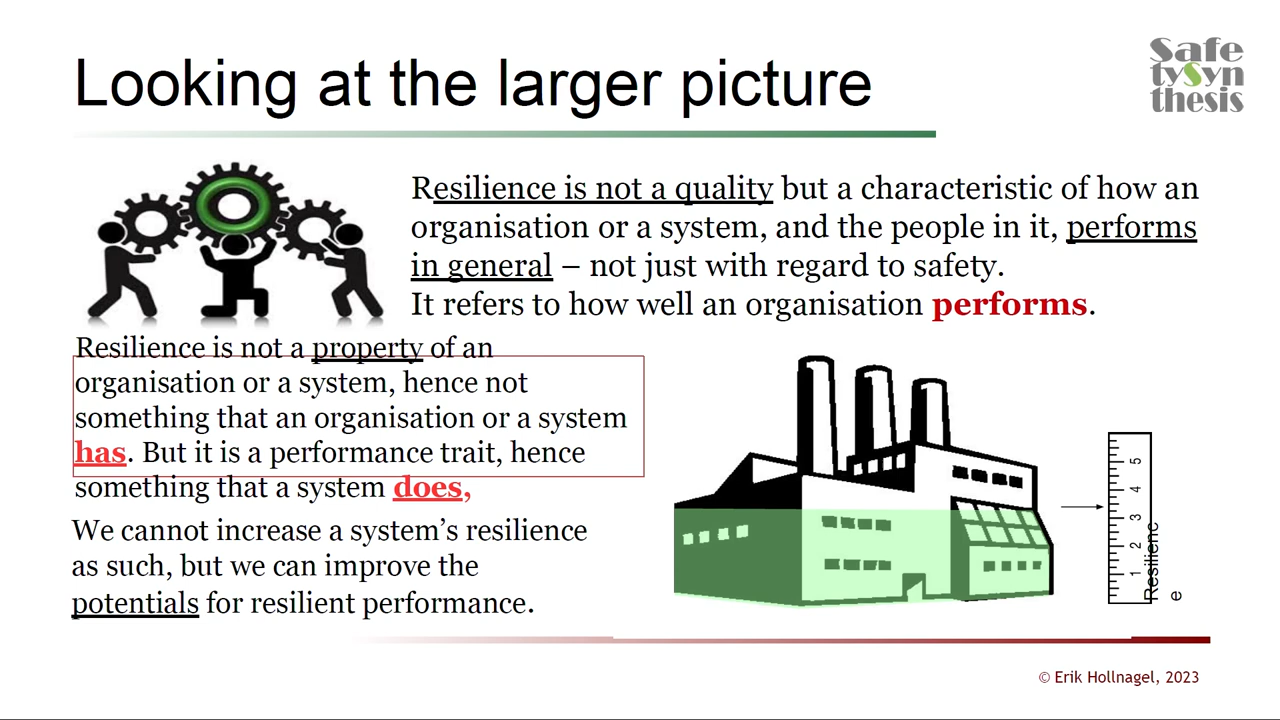 Looking at the larger picture
Safe
tySyn
thesis
Resilience is not a quality but a characteristic of how an
organisation or a system, and the people in it, performs
in general – not just with regard to safety.
It refers to how well an organisation performs.
Resilience is not a property of an
organisation or a system, hence not
something that an organisation or a system
has. But it is a performance trait, hence
something that a system does,
We cannot increase a system's resilience
as such, but we can improve the
potentials for resilient performance.
1 2 3 4 5
Resilienc
e
© Erik Hollnagel, 2023